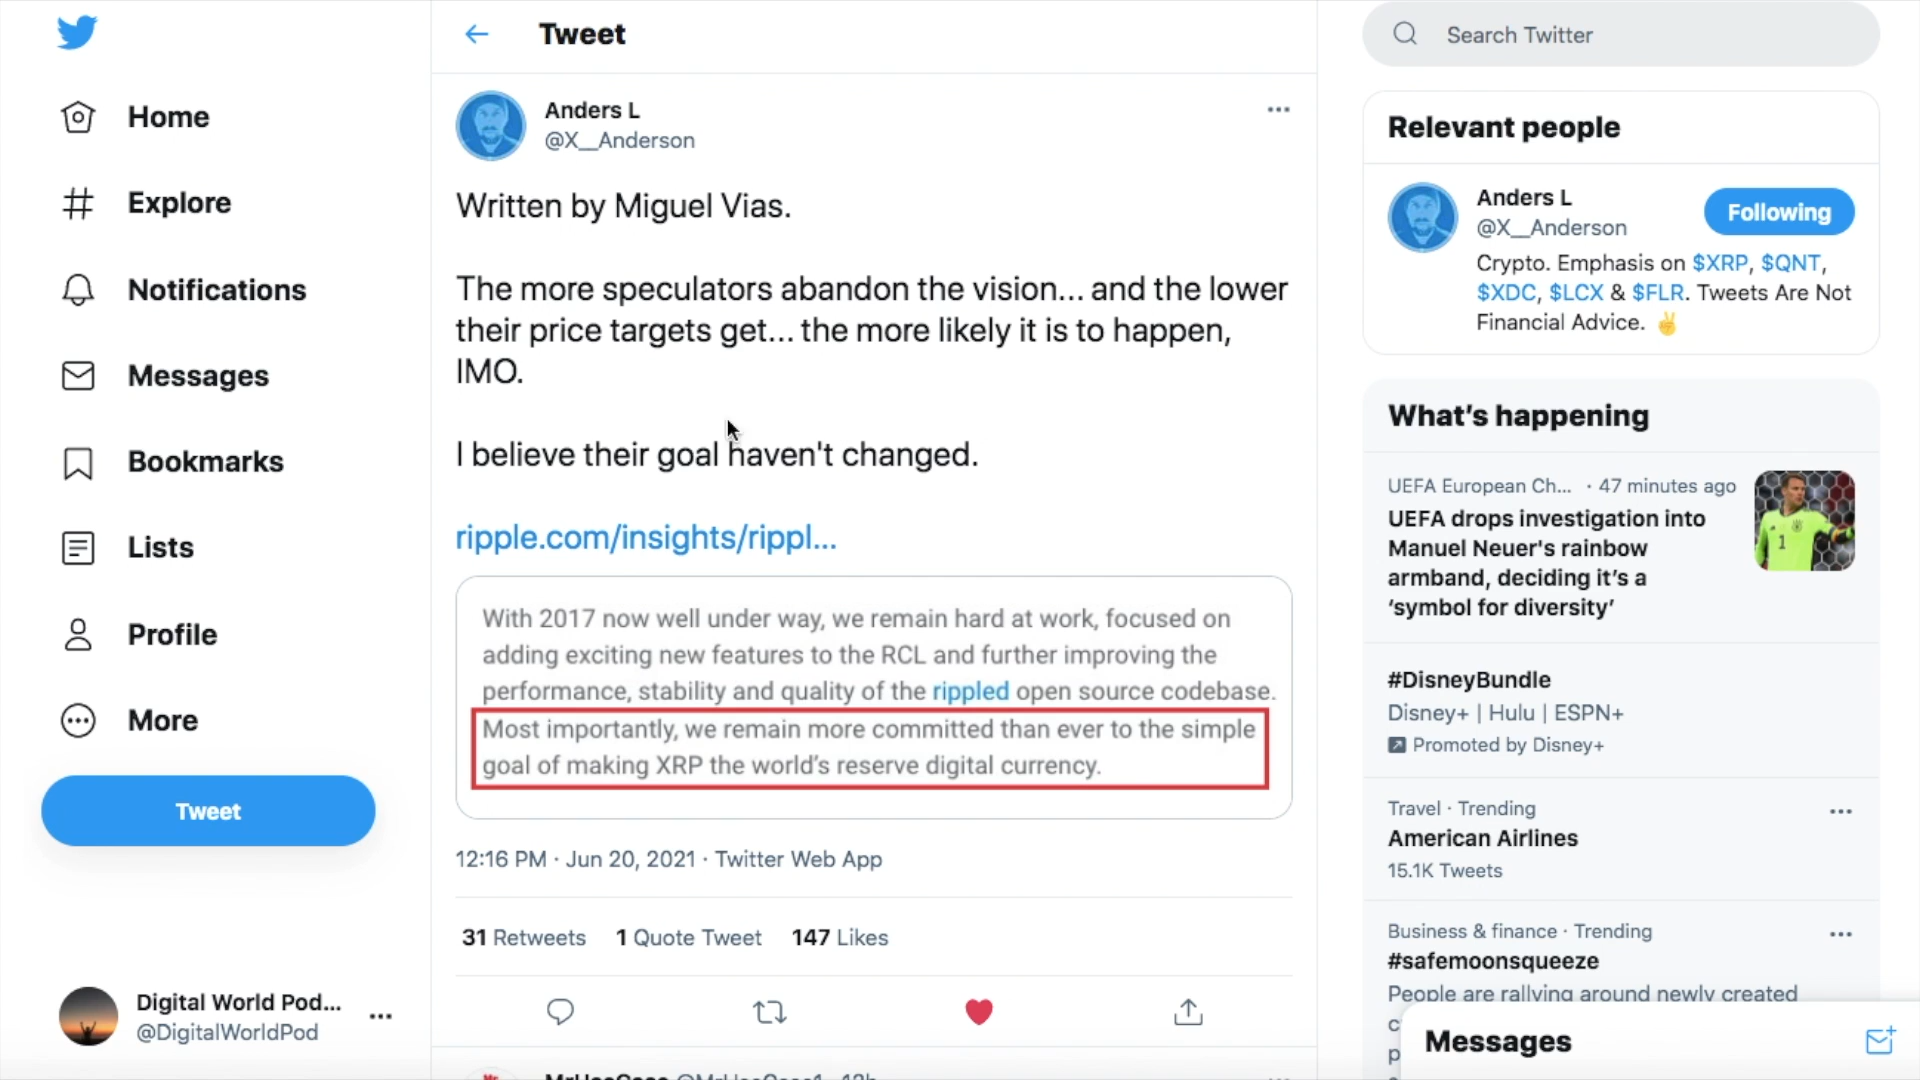 Home
Explore
Notifications
Messages
Bookmarks
Lists
Profile
More
Tweet
Digital World Pod...
@DigitalWorldPod
Tweet
Anders L
@X__Anderson
Written by Miguel Vias.
The more speculators abandon the vision... and the lower
their price targets get... the more likely it is to happen,
IMO.
I believe their goal haven't changed.
ripple.com/insights/rippl...
With 2017 now well under way, we remain hard at work, focused on
adding exciting new features to the RCL and further improving the
performance, stability and quality of the rippled open source codebase.
Most importantly, we remain more committed than ever to the simple
goal of making XRP the world's reserve digital currency.
12:16 PM · Jun 20, 2021 · Twitter Web App
31 Retweets 1 Quote Tweet 147 Likes
Search Twitter
Relevant people
Anders L
@X__Anderson
Following
Crypto. Emphasis on $XRP, $QNT,
$XDC, $LCX & $FLR. Tweets Are Not
Financial Advice. ✌
What's happening
UEFA European Ch... · 47 minutes ago
UEFA drops investigation into
Manuel Neuer's rainbow
armband, deciding it's a
'symbol for diversity'
1
#DisneyBundle
Disney+ | Hulu | ESPN+
Promoted by Disney+
Travel · Trending
American Airlines
15.1K Tweets
Business & finance · Trending
#safemoonsqueeze
People are rallying around newly created
Messages